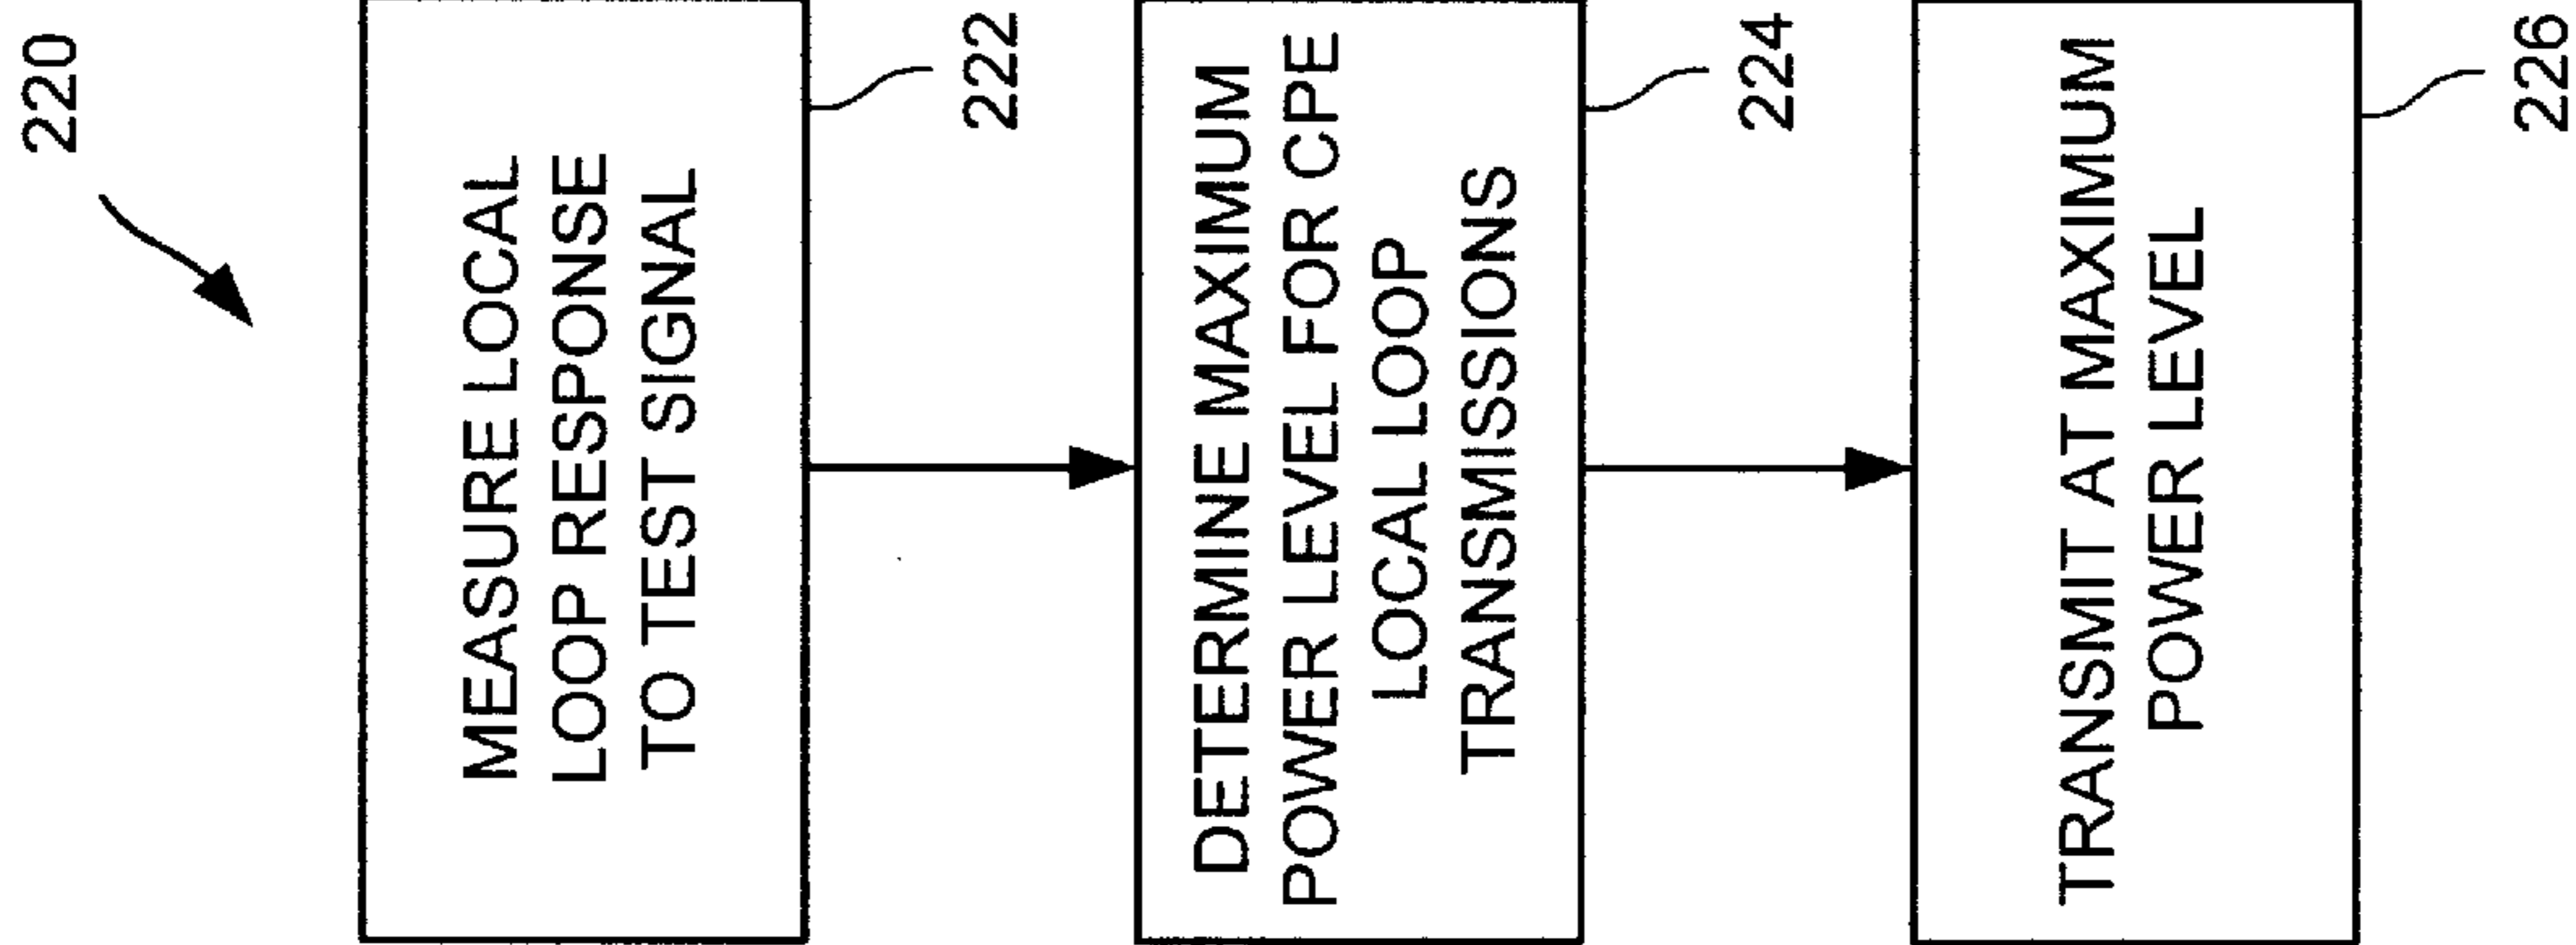 220
MEASURE LOCAL
LOOP RESPONSE
TO TEST SIGNAL
222
DETERMINE MAXIMUM
POWER LEVEL FOR CPE
LOCAL LOOP
TRANSMISSIONS
224
TRANSMIT AT MAXIMUM
POWER LEVEL
226